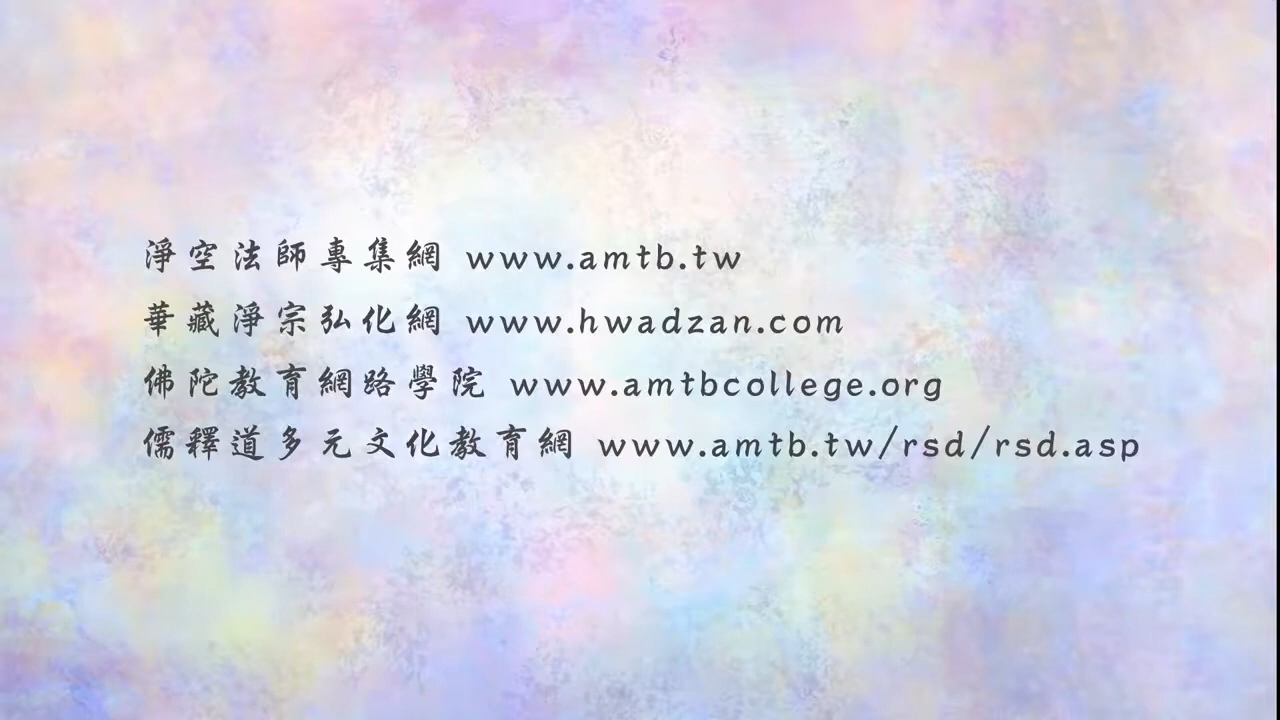 淨空法師專集網 www.amtb.tw
華藏淨宗弘化網 www.hwadzan.com
佛陀教育網路學院 www.amtbcollege.org
儒釋道多元文化教育網 www.amtb.tw/rsd/rsd.asp